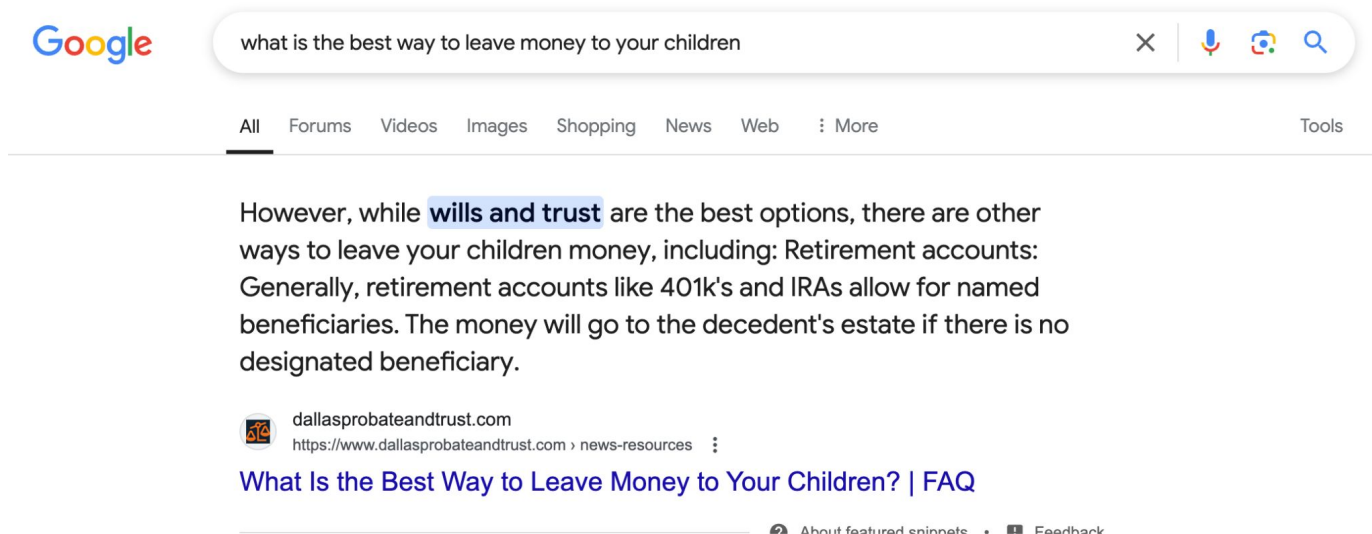 Google
what is the best way to leave money to your children
All Forums Videos Images Shopping News Web More Tools
However, while wills and trust are the best options, there are other
ways to leave your children money, including: Retirement accounts:
Generally, retirement accounts like 401k's and IRAs allow for named
beneficiaries. The money will go to the decedent's estate if there is no
designated beneficiary.
dallasprobateandtrust.com
https://www.dallasprobateandtrust.com › news-resources
What Is the Best Way to Leave Money to Your Children? | FAQ
About featured snippets • Feedback